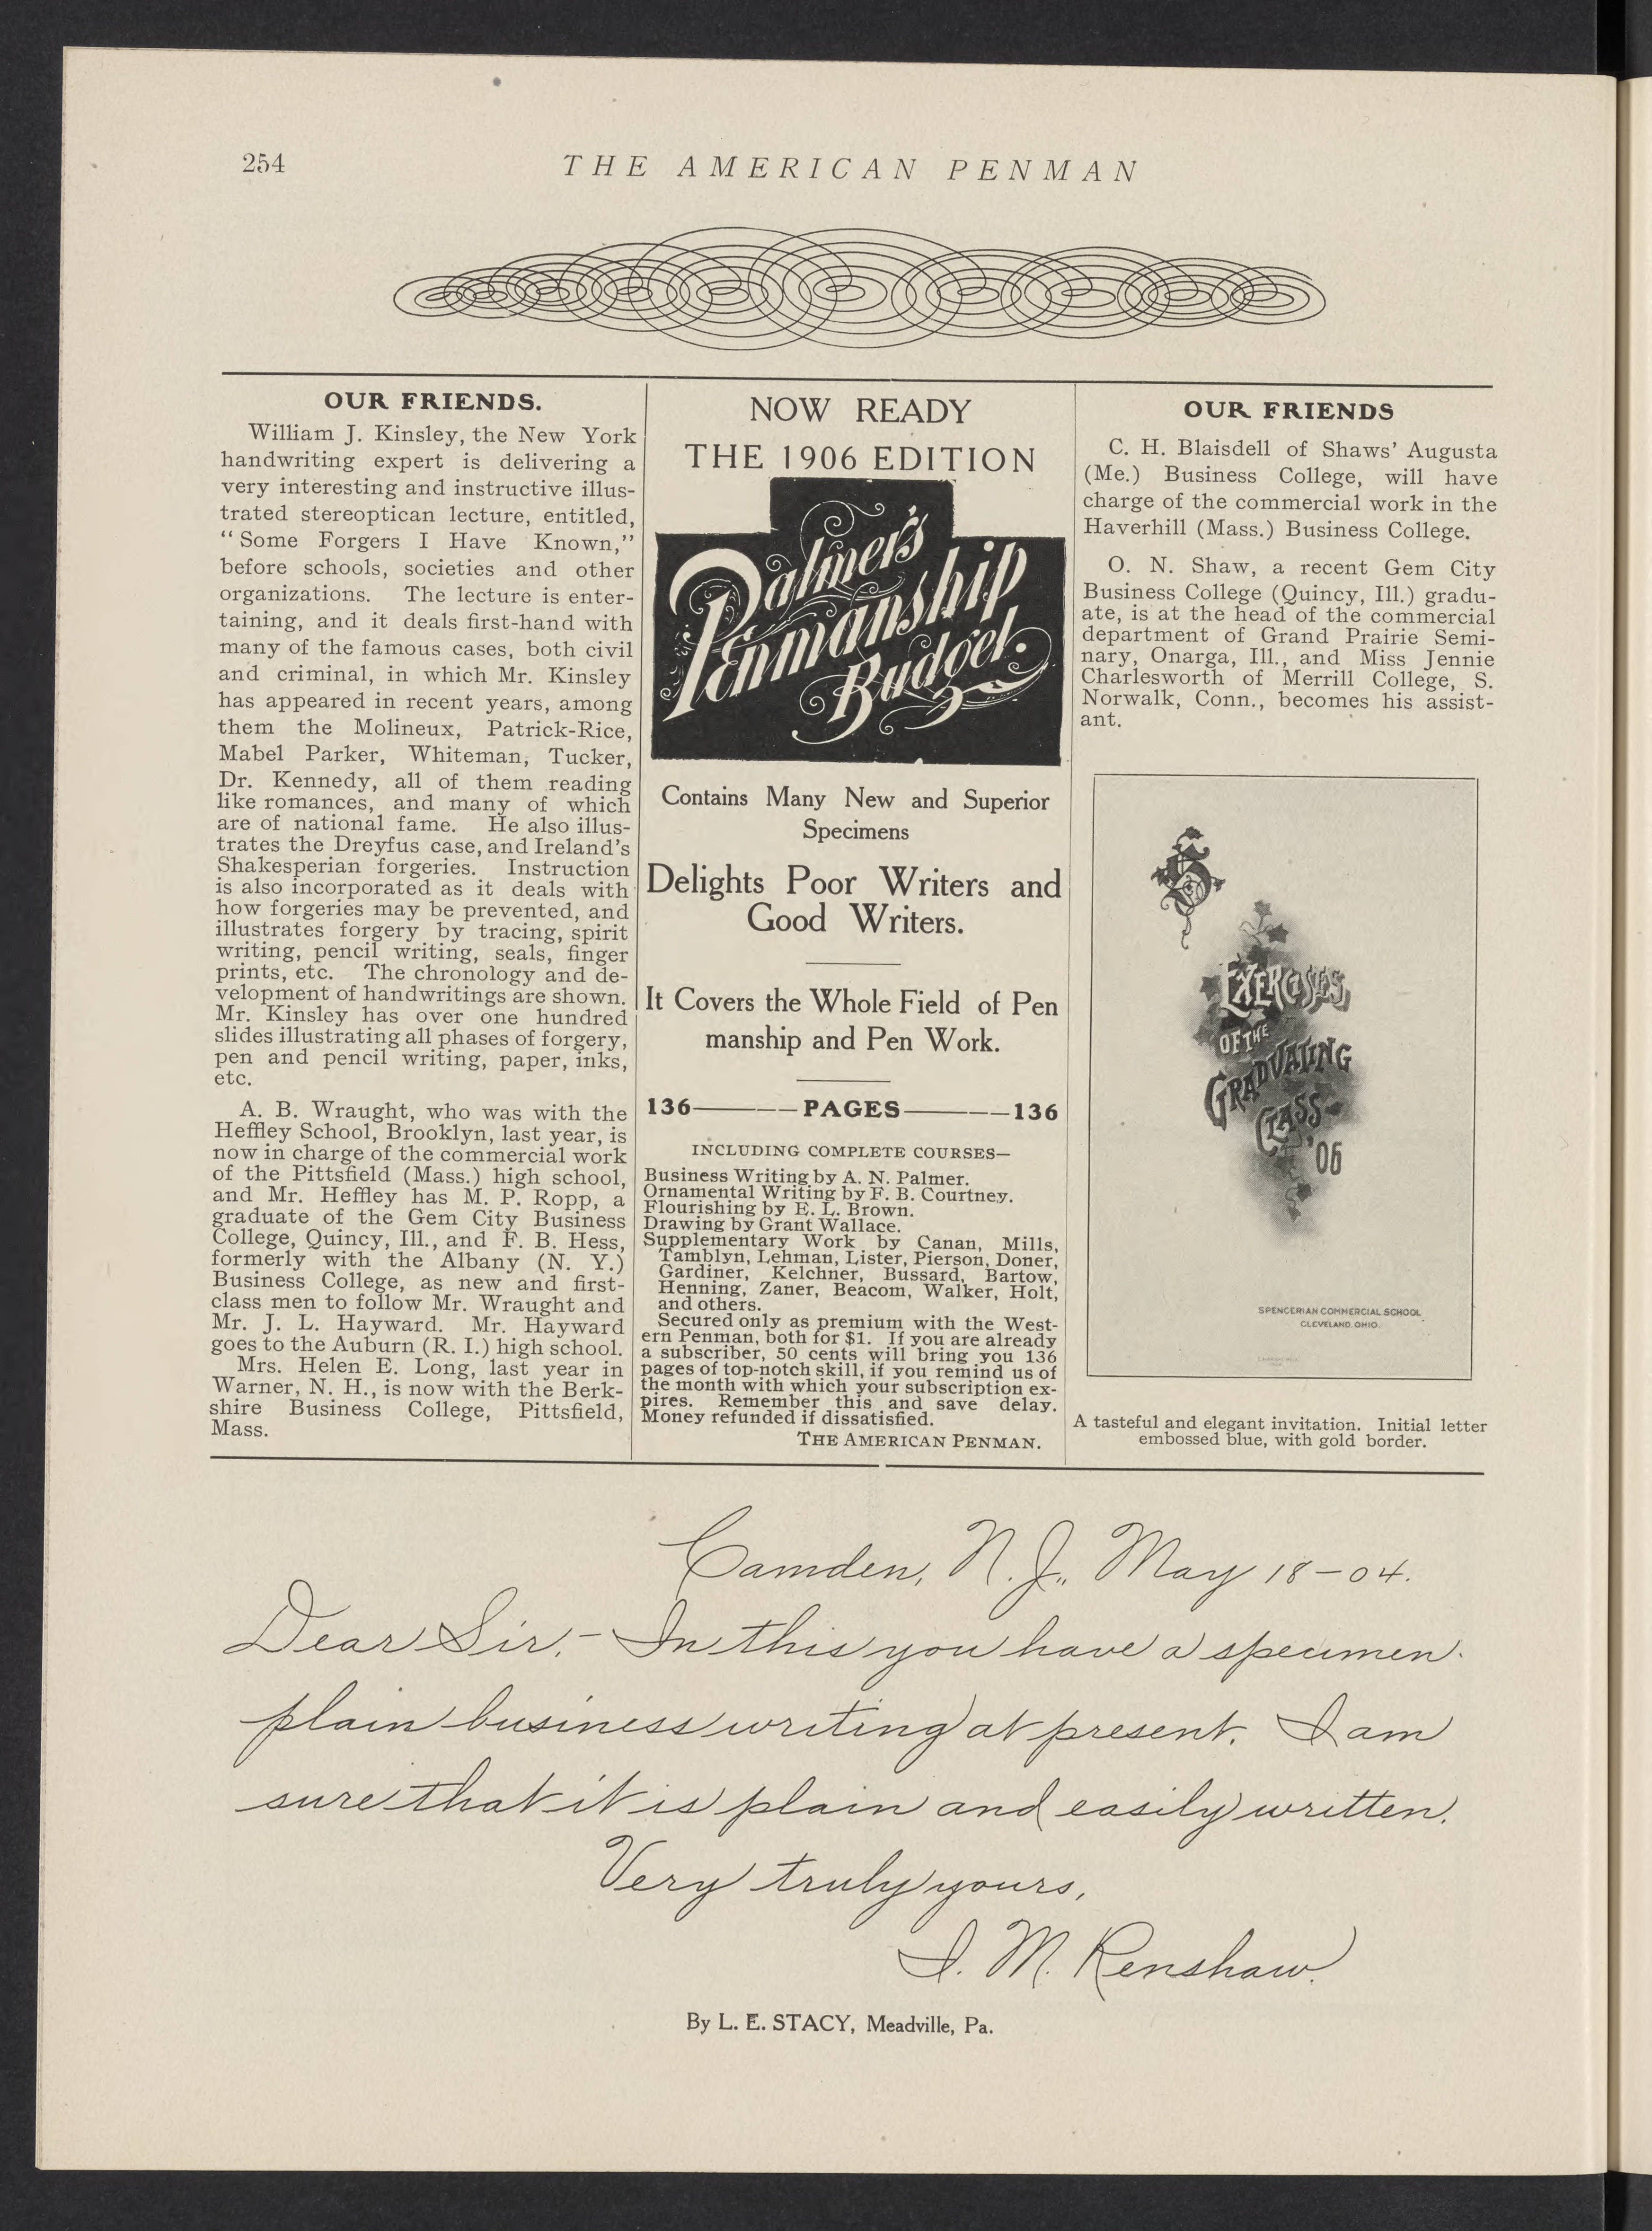 254
THE AMERICAN PENMAN
OUR FRIENDS.
William J. Kinsley, the New York
handwriting expert is delivering a
very interesting and instructive illus-
trated stereoptican lecture, entitled,
"Some Forgers I Have Known,"
before schools, societies and other
organizations. The lecture is enter-
taining, and it deals first-hand with
many of the famous cases, both civil
and criminal, in which Mr. Kinsley
has appeared in recent years, among
them the Molineux, Patrick-Rice,
Mabel Parker, Whiteman, Tucker,
Dr. Kennedy, all of them reading
like romances, and many of which
are of national fame. He also illus-
trates the Dreyfus case, and Ireland's
Shakesperian forgeries. Instruction
is also incorporated as it deals with
how forgeries may be prevented, and
illustrates forgery by tracing, spirit
writing, pencil writing, seals, finger
prints, etc. The chronology and de-
velopment of handwritings are shown.
Mr. Kinsley has over one hundred
slides illustrating all phases of forgery,
pen and pencil writing, paper, inks,
etc.
A. B. Wraught, who was with the
Heffley School, Brooklyn, last year, is
now in charge of the commercial work
of the Pittsfield (Mass.) high school,
and Mr. Heffley has M. P. Ropp, a
graduate of the Gem City Business
College, Quincy, Ill., and F. B. Hess,
formerly with the Albany (N. Y.)
Business College, as new and first-
class men to follow Mr. Wraught and
Mr. J. L. Hayward. Mr. Hayward
goes to the Auburn (R. I.) high school.
Mrs. Helen E. Long, last year in
Warner, N. H., is now with the Berk-
shire Business College, Pittsfield,
Mass.
NOW READY
THE 1906 EDITION
Palmer's
Penmanship
Budget.
Contains Many New and Superior
Specimens
Delights Poor Writers and
Good Writers.
It Covers the Whole Field of Pen
manship and Pen Work.
136———PAGES———136
INCLUDING COMPLETE COURSES—
Business Writing by A. N. Palmer.
Ornamental Writing by F. B. Courtney.
Flourishing by E. L. Brown.
Drawing by Grant Wallace.
Supplementary Work by Canan, Mills,
Tamblyn, Lehman, Lister, Pierson, Doner,
Gardiner, Kelchner, Bussard, Bartow,
Henning, Zaner, Beacom, Walker, Holt,
and others.
Secured only as premium with the West-
ern Penman, both for $1. If you are already
a subscriber, 50 cents will bring you 136
pages of top-notch skill, if you remind us of
the month with which your subscription ex-
pires. Remember this and save delay.
Money refunded if dissatisfied.
THE AMERICAN PENMAN.
OUR FRIENDS
C. H. Blaisdell of Shaws' Augusta
(Me.) Business College, will have
charge of the commercial work in the
Haverhill (Mass.) Business College.
O. N. Shaw, a recent Gem City
Business College (Quincy, Ill.) gradu-
ate, is at the head of the commercial
department of Grand Prairie Semi-
nary, Onarga, Ill., and Miss Jennie
Charlesworth of Merrill College, S.
Norwalk, Conn., becomes his assist-
ant.
EXERCISES
OF THE
GRADUATING
CLASS
'06
SPENCERIAN COMMERCIAL SCHOOL
CLEVELAND, OHIO.
A tasteful and elegant invitation. Initial letter
embossed blue, with gold border.
Camden, N. J., May 18-04.
Dear Sir:- In this you have a specimen
plain business writing at present. I am
sure that it is plain and easily written.
Very truly yours,
I. M. Renshaw.
By L. E. STACY, Meadville, Pa.